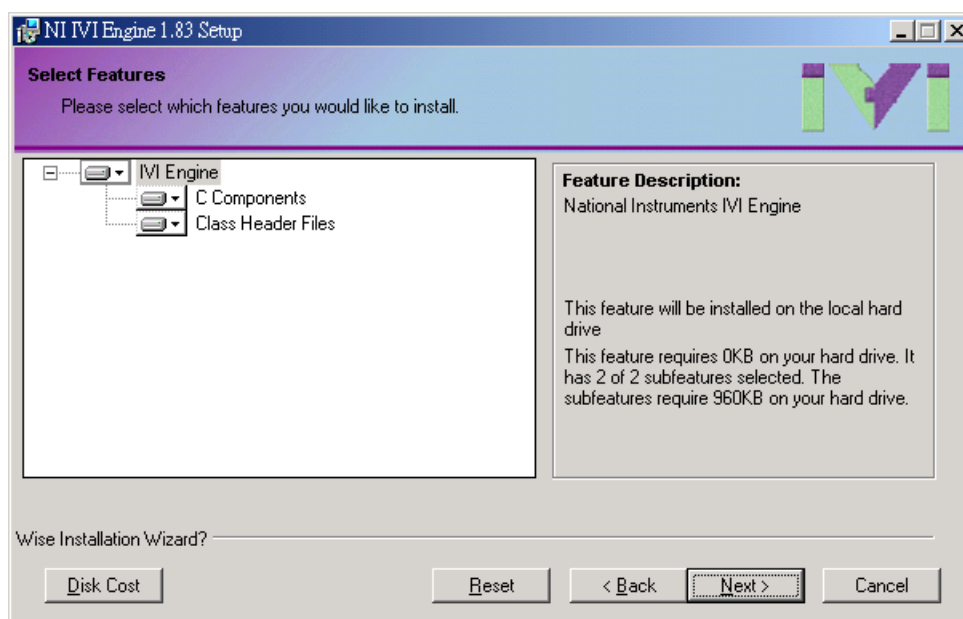 NI IVI Engine 1.83 Setup
Select Features
Please select which features you would like to install.
IVI
IVI Engine
C Components
Class Header Files
Feature Description:
National Instruments IVI Engine
This feature will be installed on the local hard
drive
This feature requires 0KB on your hard drive. It
has 2 of 2 subfeatures selected. The
subfeatures require 960KB on your hard drive.
Wise Installation Wizard?
Disk Cost
Reset
< Back
Next >
Cancel